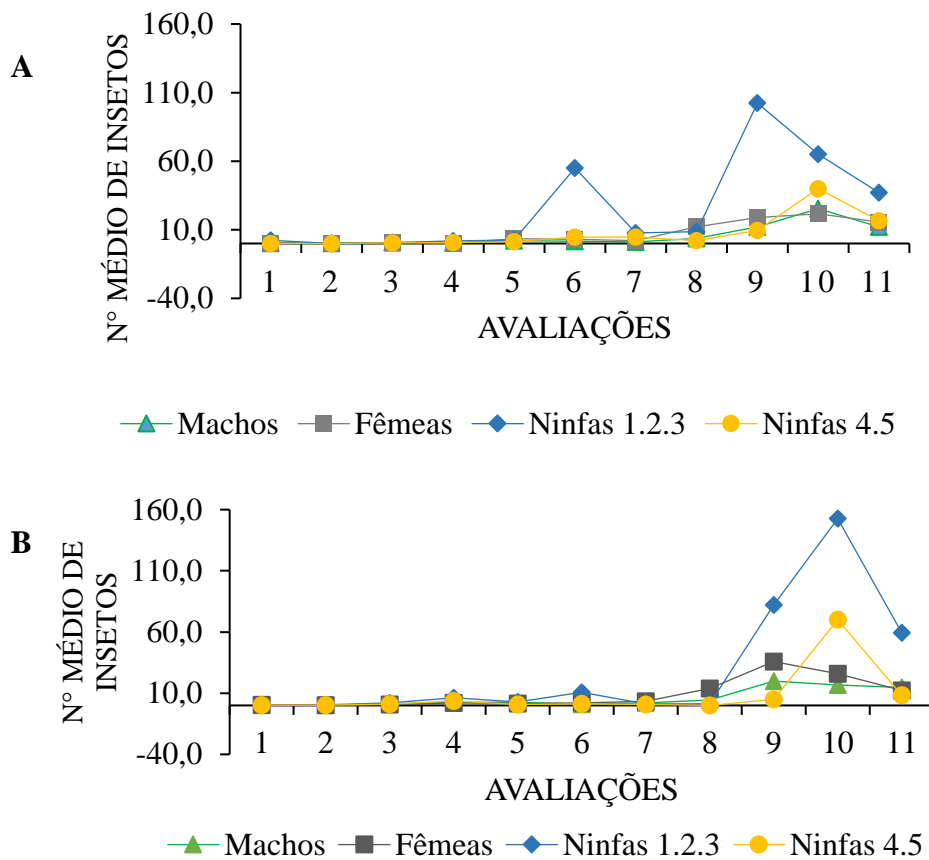 A
N° MÉDIO DE INSETOS
160,0
110,0
60,0
10,0
-40,0
1 2 3 4 5 6 7 8 9 10 11
AVALIAÇÕES
Machos Fêmeas Ninfas 1.2.3 Ninfas 4.5
B
N° MÉDIO DE
INSETOS
160,0
110,0
60,0
10,0
-40,0
1 2 3 4 5 6 7 8 9 10 11
AVALIAÇÕES
Machos Fêmeas Ninfas 1.2.3 Ninfas 4.5